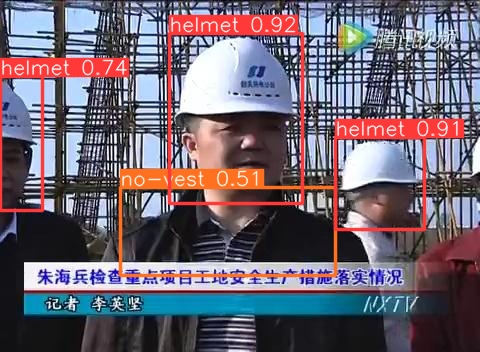 helmet 0.92
腾讯视频
helmet 0.74
helmet 0.91
no-vest 0.51
朱海兵检查重点项目工地安全生产措施落实情况
记者 李英坚
NXTV